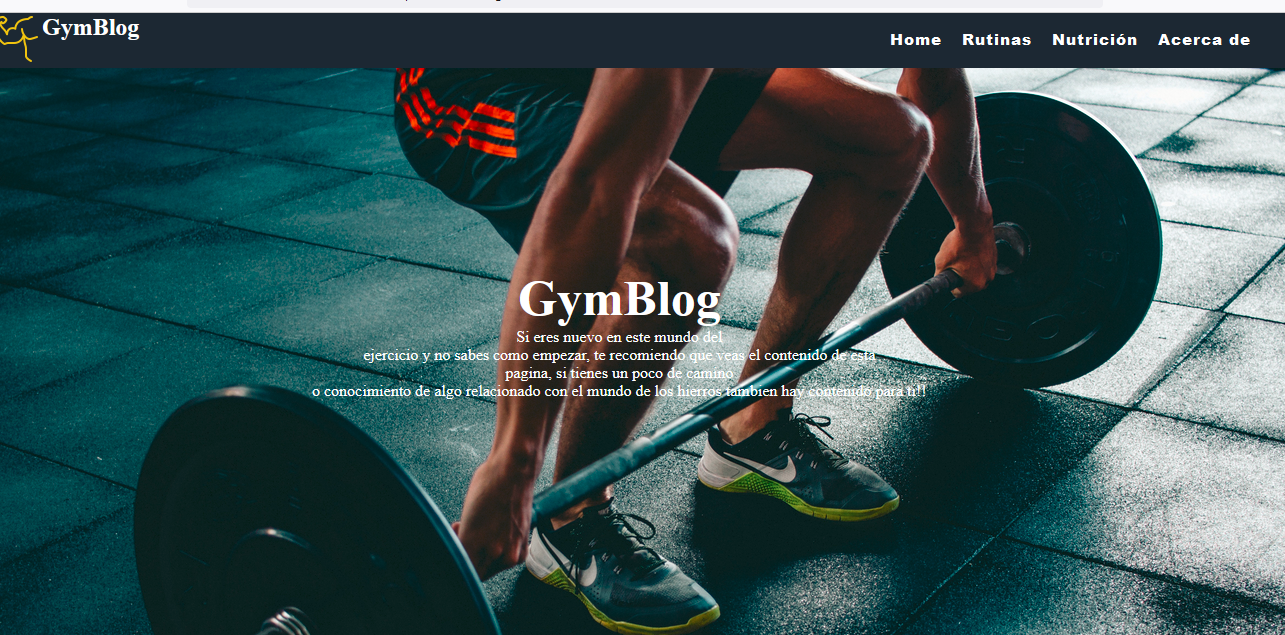 GymBlog
Home Rutinas Nutrición Acerca de
GymBlog
Si eres nuevo en este mundo del
ejercicio y no sabes como empezar, te recomiendo que veas el contenido de esta
pagina, si tienes un poco de camino
o conocimiento de algo relacionado con el mundo de los hierros tambien hay contenido para ti!!